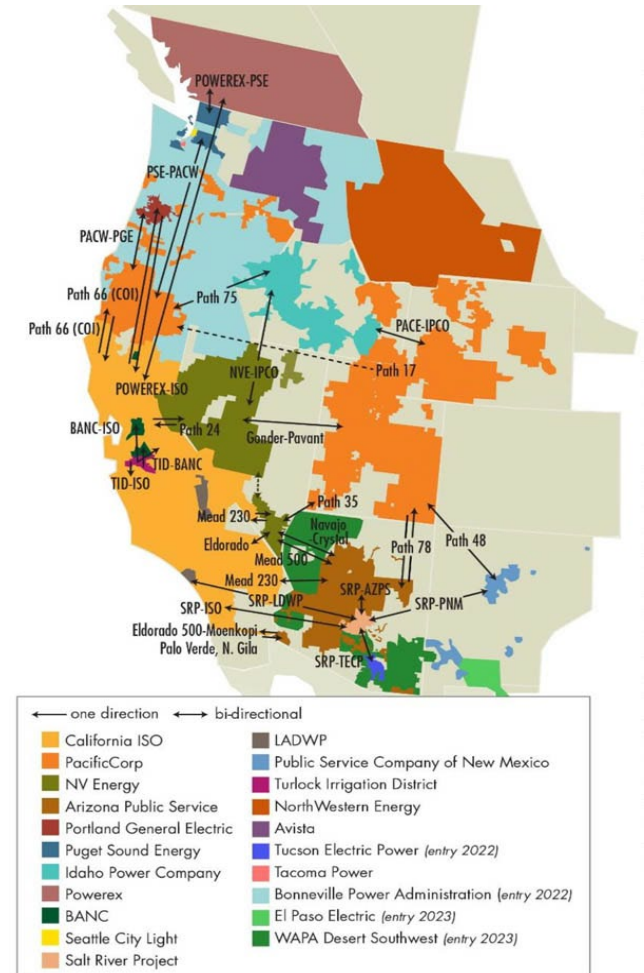 POWEREX-PSE
PSE-PACW
PACW-PGE
Path 66 (COI)
Path 75
Path 66 (COI)
PACE-IPCO
NVE-IPCO
Path 17
POWEREX-ISO
BANC-ISO
Path 24
Gonder-Pavant
TID-BANC
TID-ISO
Path 35
Mead 230
Navajo
-Crystal
Eldorado
Path 78
Path 48
Mead 500
Mead 230
SRP-AZPS
SRP-LDWP
SRP-PNM
SRP-ISO
Eldorado 500-Moenkopi
Palo Verde, N. Gila
SRP-TECP
one direction
bi-directional
California ISO
PacificCorp
NV Energy
Arizona Public Service
Portland General Electric
Puget Sound Energy
Idaho Power Company
Powerex
BANC
Seattle City Light
Salt River Project
LADWP
Public Service Company of New Mexico
Turlock Irrigation District
NorthWestern Energy
Avista
Tucson Electric Power (entry 2022)
Tacoma Power
Bonneville Power Administration (entry 2022)
El Paso Electric (entry 2023)
WAPA Desert Southwest (entry 2023)